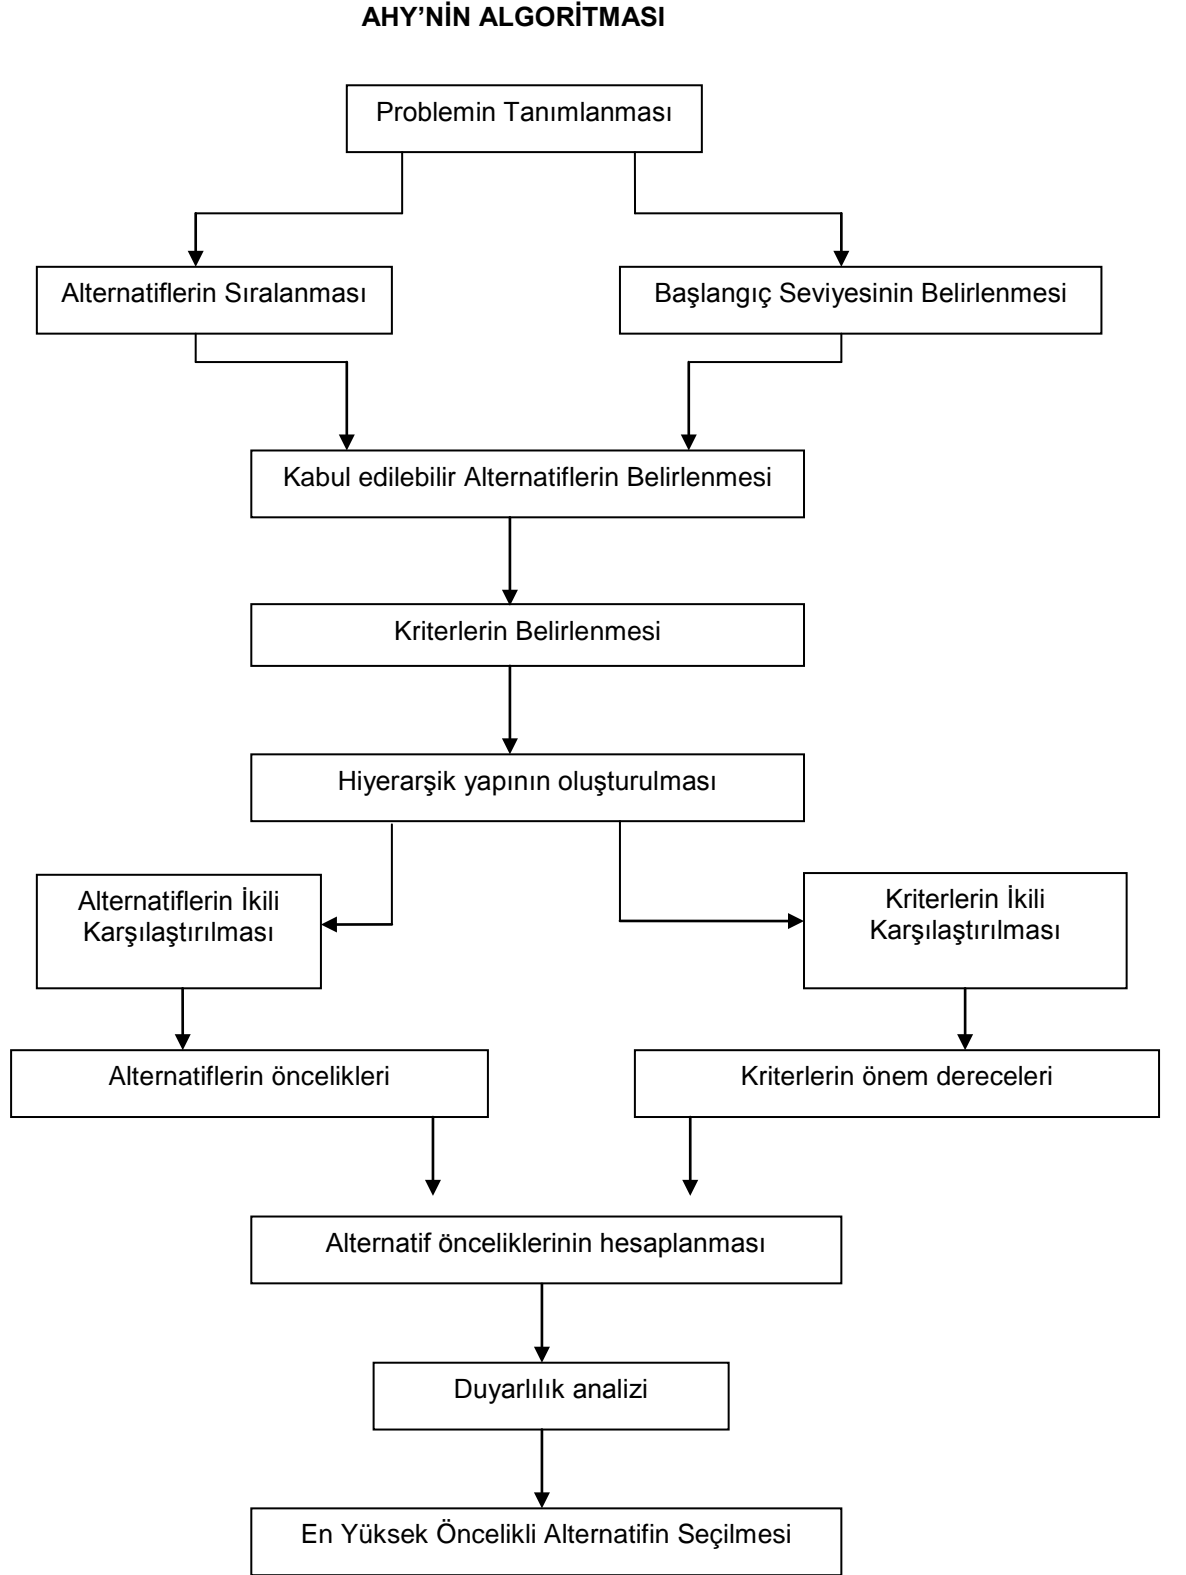 AHY’NİN ALGORİTMASI
Problemin Tanımlanması
Alternatiflerin Sıralanması
Başlangıç Seviyesinin Belirlenmesi
Kabul edilebilir Alternatiflerin Belirlenmesi
Kriterlerin Belirlenmesi
Hiyerarşik yapının oluşturulması
Alternatiflerin İkili
Karşılaştırılması
Kriterlerin İkili
Karşılaştırılması
Alternatiflerin öncelikleri
Kriterlerin önem dereceleri
Alternatif önceliklerinin hesaplanması
Duyarlılık analizi
En Yüksek Öncelikli Alternatifin Seçilmesi